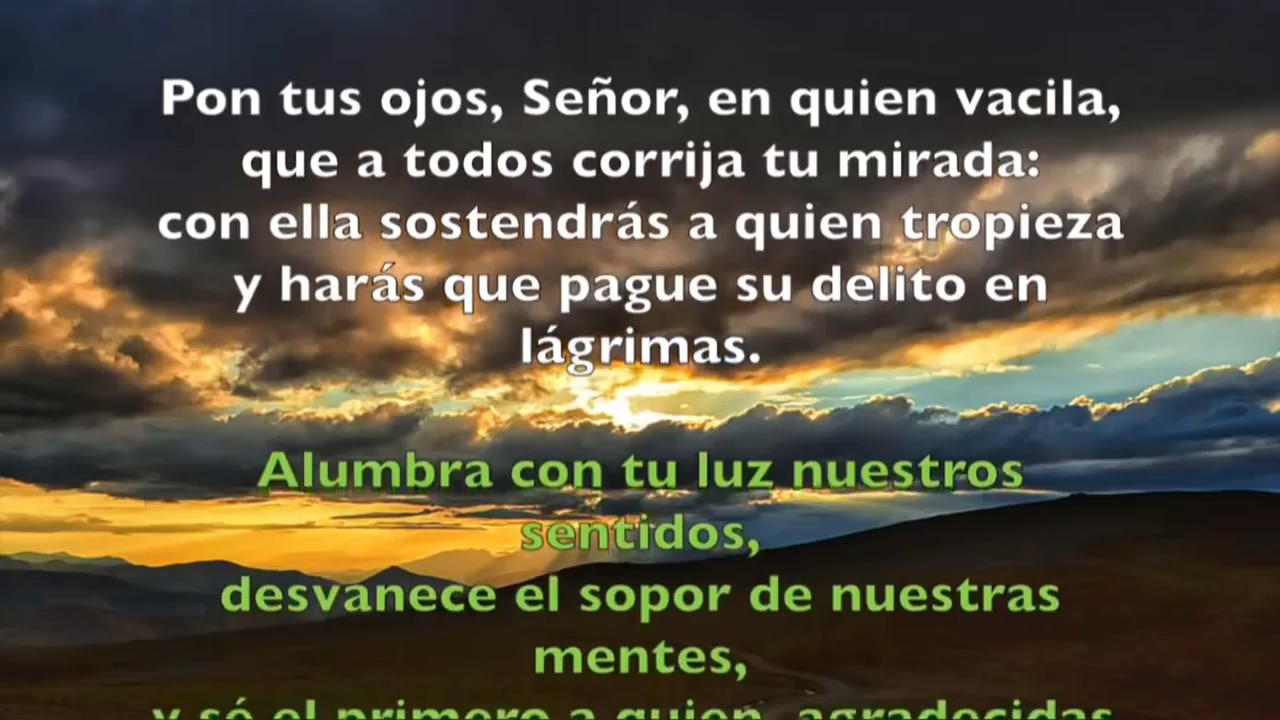 Pon tus ojos, Señor, en quien vacila,
que a todos corrija tu mirada:
con ella sostendrás a quien tropieza
y harás que pague su delito en
lágrimas.
Alumbra con tu luz nuestros
sentidos,
desvanece el sopor de nuestras
mentes,
y sé el primero a quien, agradecidas,